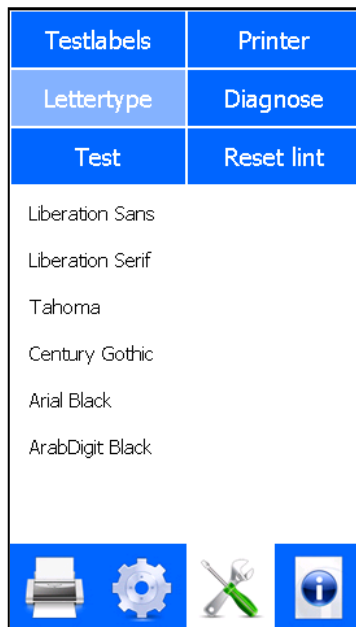 Testlabels Printer
Lettertype Diagnose
Test Reset lint
Liberation Sans
Liberation Serif
Tahoma
Century Gothic
Arial Black
ArabDigit Black